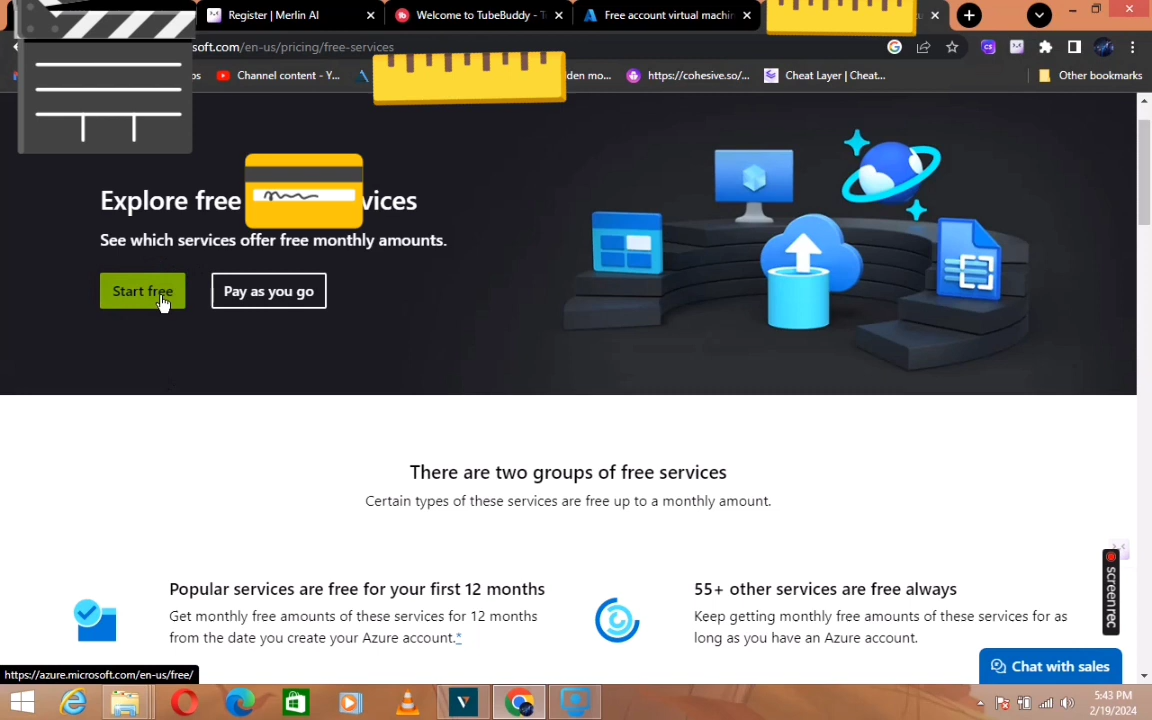 Register | Merlin AI
Welcome to TubeBuddy - T
Free account virtual machin
soft.com/en-us/pricing/free-services
Channel content - Y...
den mo...
https://cohesive.so/...
Cheat Layer | Cheat...
Other bookmarks
Explore free vices
See which services offer free monthly amounts.
Start free
Pay as you go
There are two groups of free services
Certain types of these services are free up to a monthly amount.
Popular services are free for your first 12 months
Get monthly free amounts of these services for 12 months
from the date you create your Azure account.*
55+ other services are free always
Keep getting monthly free amounts of these services for as
long as you have an Azure account.
screenrec
Chat with sales
https://azure.microsoft.com/en-us/free/
5:43 PM
2/19/2024